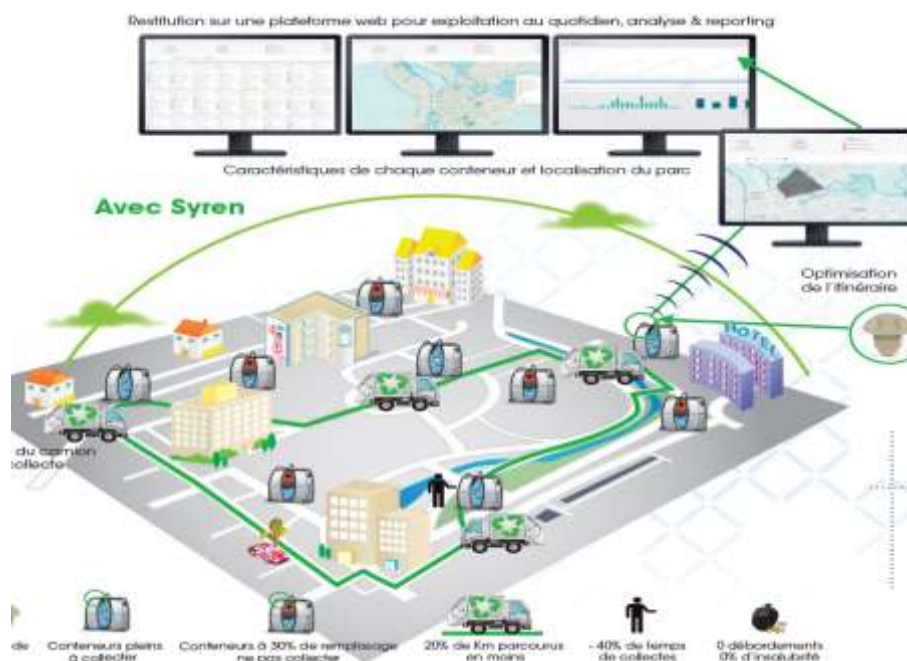 Restitution sur une plateforme web pour exploitation au quotidien, analyse & reporting
Caractéristiques de chaque conteneur et localisation du parc
Avec Syren
Optimisation
de l'itinéraire
HOTEL
du camion
collecte
de
Conteneurs pleins
à collecter
Conteneurs à 30% de remplissage
ne pas collecter
20% de Km parcourus
en moins
- 40% de temps
de collectes
0 débordements
0% d'insalubrité